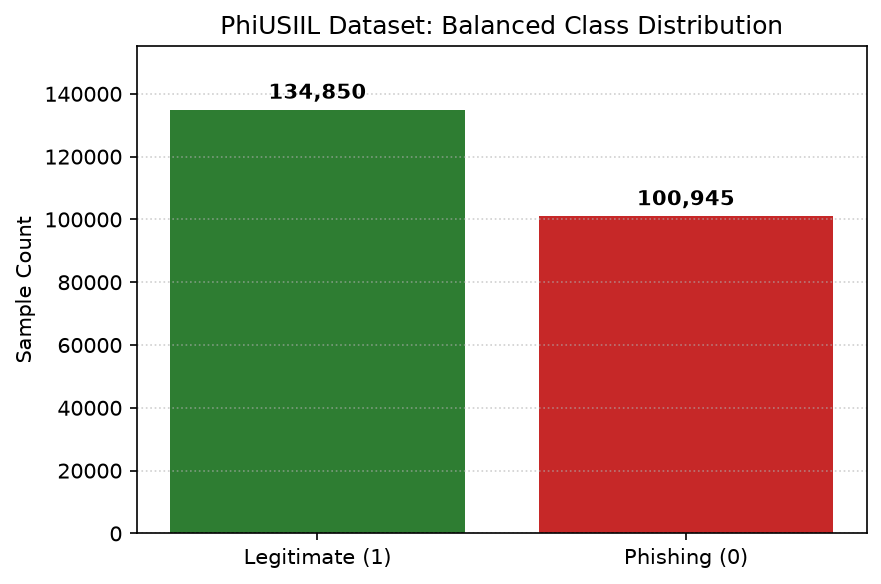 PhiUSIIL Dataset: Balanced Class Distribution
140000
120000
100000
80000
60000
40000
20000
0
Sample Count
134,850
100,945
Legitimate (1)
Phishing (0)